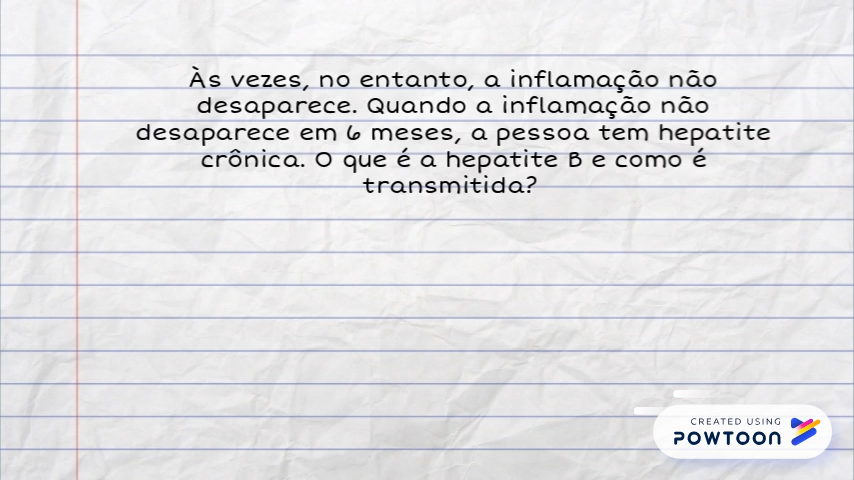 Às vezes, no entanto, a inflamação não
desaparece. Quando a inflamação não
desaparece em 6 meses, a pessoa tem hepatite
crônica. O que é a hepatite B e como é
transmitida?
CREATED USING
POWTOON